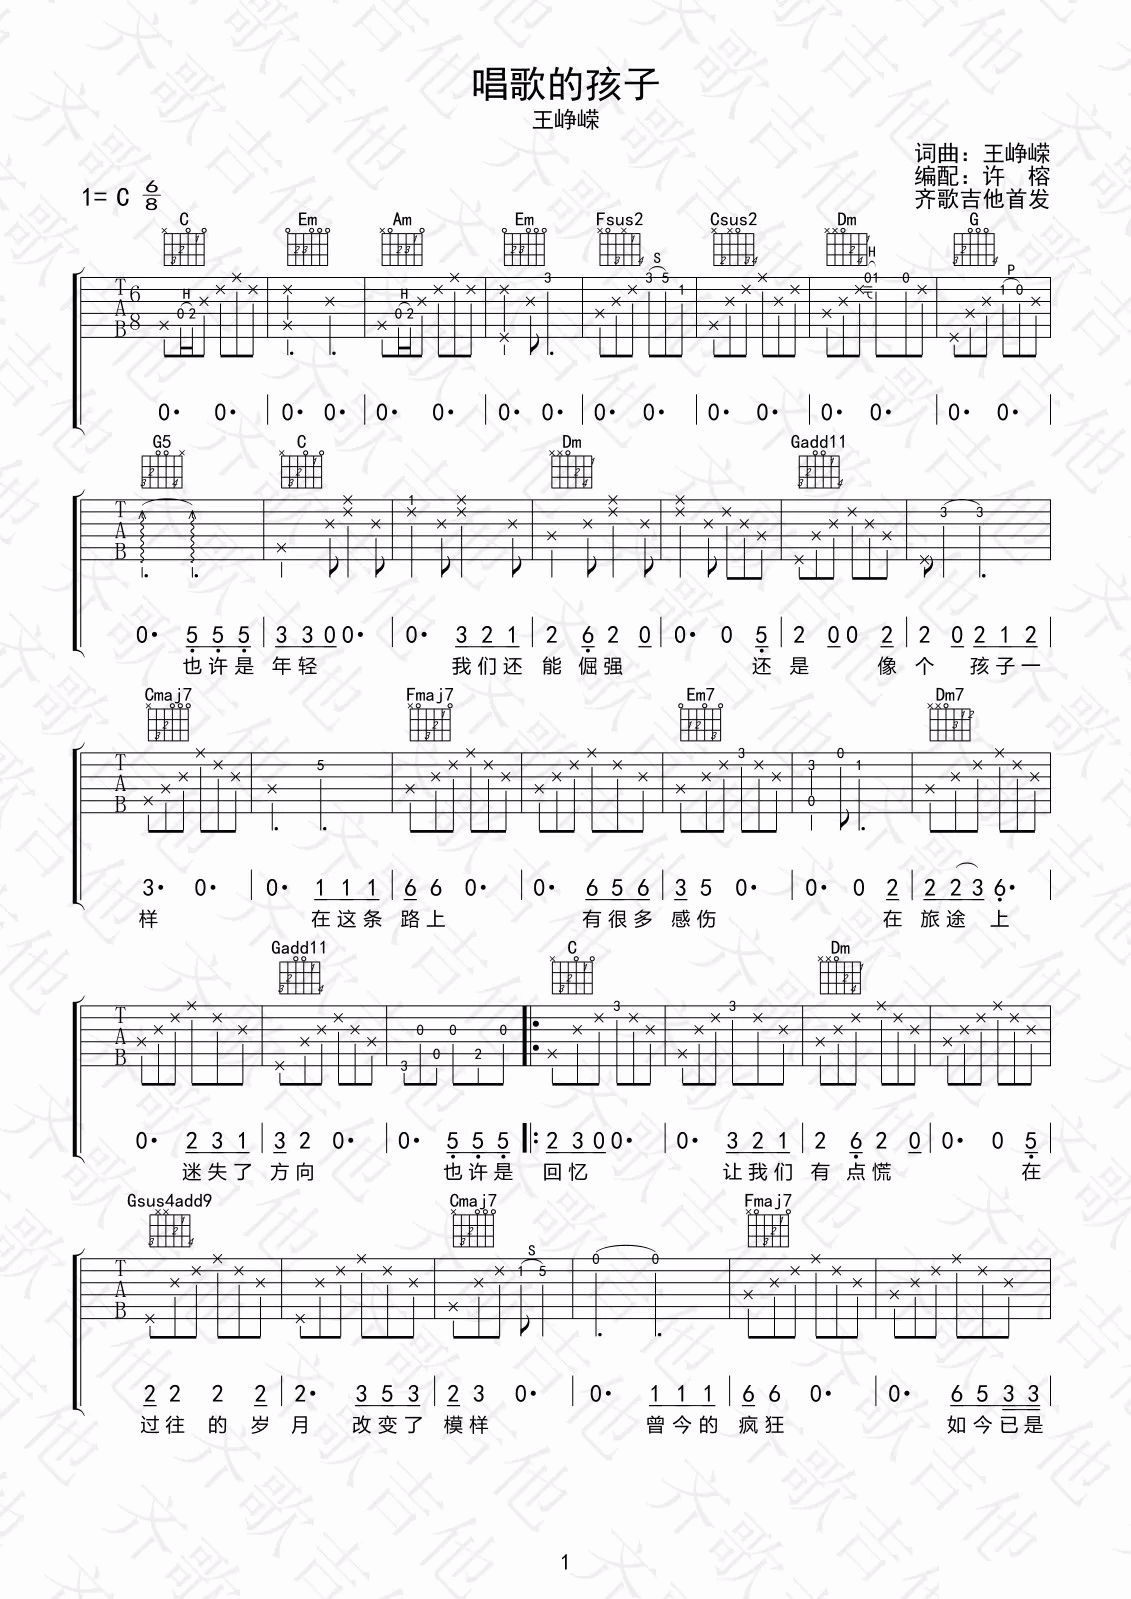 唱歌的孩子
王峥嵘
词曲：王峥嵘
1= C 6/8 编配：许 榕
齐歌吉他首发
C Em Am Em Fsus2 Csus2 Dm G
0· 0· 0· 0· 0· 0· 0· 0· 0· 0· 0· 0· 0· 0· 0· 0·
G5 C Dm Gadd11
0· 5 5 5 3 3 0 0· 0· 3 2 1 2 6 2 0 0· 0 5 2 0 0 2 2 0 2 1 2
也许是 年轻 我们还 能 倔强 还 是 像 个 孩子一
Cmaj7 Fmaj7 Em7 Dm7
3· 0· 0· 1 1 1 6 6 0· 0· 6 5 6 3 5 0· 0· 0 2 2 2 3 6·
样 在这条 路上 有很多 感伤 在 旅途 上
Gadd11 C Dm
0· 2 3 1 3 2 0· 0· 5 5 5 2 3 0 0· 0· 3 2 1 2 6 2 0 0· 0 5
迷失了 方向 也许是 回忆 让我们 有 点慌 在
Gsus4add9 Cmaj7 Fmaj7
2 2 2 2 2· 3 5 3 2 3 0· 0· 1 1 1 6 6 0· 0· 6 5 3 3
过往 的 岁 月 改变了 模样 曾今的 疯狂 如今已是
1